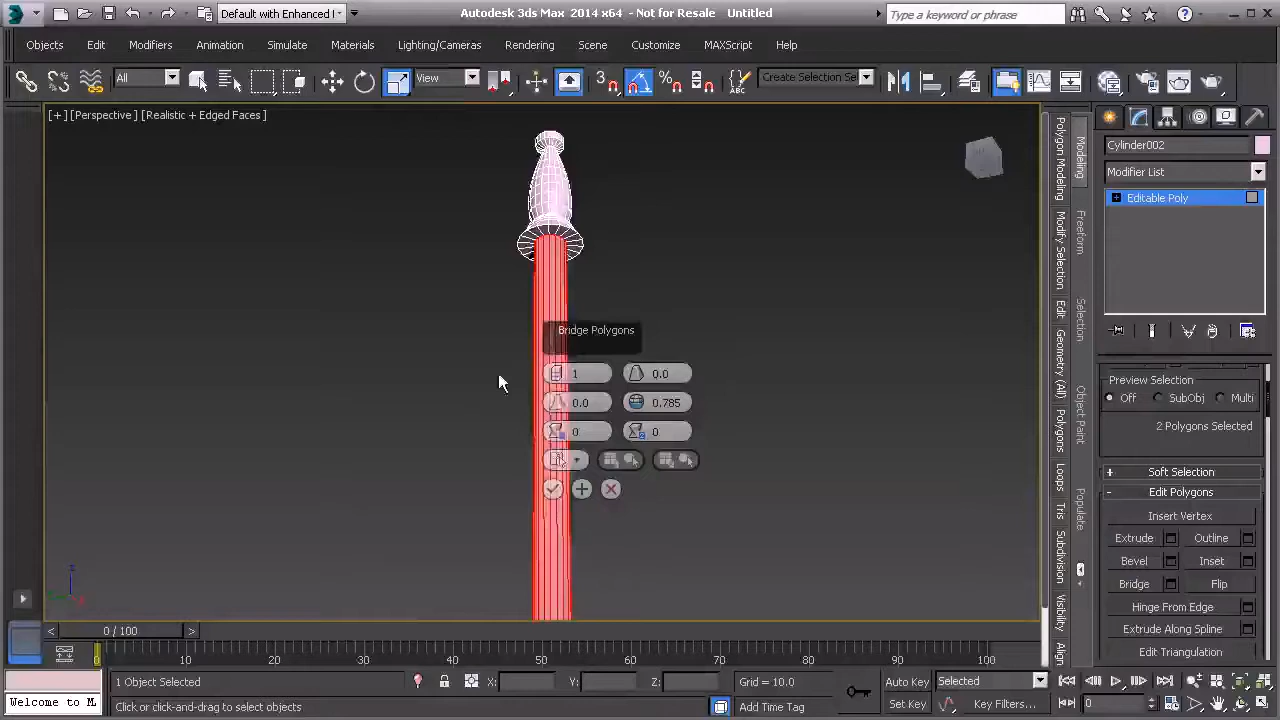 Autodesk 3ds Max 2014 x64 - Not for Resale Untitled
Type a keyword or phrase
Objects Edit Modifiers Animation Materials Lighting/Cameras Rendering Scene Customize MAXScript Help
All View Create Selection Se
[+] [Perspective] [Realistic + Edged Faces]
Cylinder002
Modifier List
Editable Poly
Bridge Polygons
1 0.0
0.0 0.785
0 0
Preview Selection
Off SubObj Multi
2 Polygons Selected
Soft Selection
Edit Polygons
Insert Vertex
Extrude Outline
Bevel Inset
Bridge Flip
Hinge From Edge
Extrude Along Spline
Edit Triangulation
Polygon Modeling
Modify Selection
Edit
Geometry (All)
Polygons
Loops
Tris
Subdivision
Visibility
Align
Modeling
Freeform
Selection
Object Paint
Populate
0 / 100
10 20 30 40 50 60 70 80 90 100
1 Object Selected X: Y: Z: Grid = 10.0 Auto Key Selected
Welcome to M Click or click-and-drag to select objects Add Time Tag Set Key Key Filters... 0